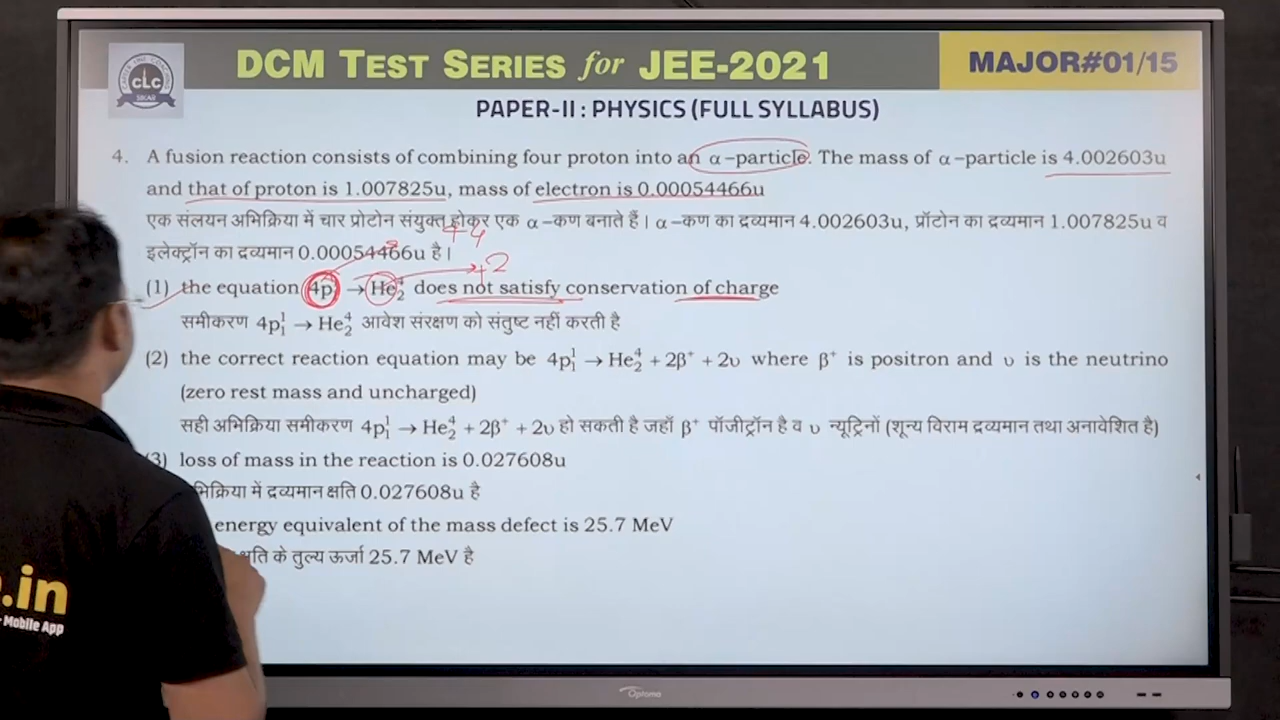 DCM TEST SERIES for JEE-2021
MAJOR#01/15
CLC
SIKAR
PAPER-II : PHYSICS (FULL SYLLABUS)
4. A fusion reaction consists of combining four proton into an α-particle. The mass of α-particle is 4.002603u
and that of proton is 1.007825u, mass of electron is 0.00054466u
एक संलयन अभिक्रिया में चार प्रोटोन संयुक्त होकर एक α-कण बनाते हैं। α-कण का द्रव्यमान 4.002603u, प्रॉटोन का द्रव्यमान 1.007825u व
+4
इलेक्ट्रॉन का द्रव्यमान 0.00054466u है।
+2
(1) the equation 4p → He₂⁴ does not satisfy conservation of charge
समीकरण 4p₁¹ → He₂⁴ आवेश संरक्षण को संतुष्ट नहीं करती है
(2) the correct reaction equation may be 4p₁¹ → He₂⁴ + 2β⁺ + 2υ where β⁺ is positron and υ is the neutrino
(zero rest mass and uncharged)
सही अभिक्रिया समीकरण 4p₁¹ → He₂⁴ + 2β⁺ + 2υ हो सकती है जहाँ β⁺ पॉजीट्रॉन है व υ न्यूट्रिनों (शून्य विराम द्रव्यमान तथा अनावेशित है)
3) loss of mass in the reaction is 0.027608u
भिक्रिया में द्रव्यमान क्षति 0.027608u है
energy equivalent of the mass defect is 25.7 MeV
क्षति के तुल्य ऊर्जा 25.7 MeV है
.in
Mobile App
Optoma